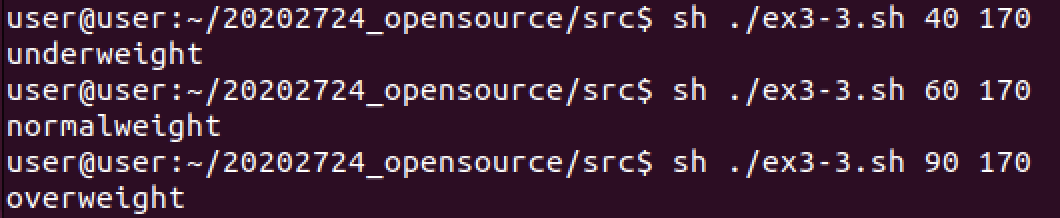 user@user:~/20202724_opensource/src$ sh ./ex3-3.sh 40 170
underweight
user@user:~/20202724_opensource/src$ sh ./ex3-3.sh 60 170
normalweight
user@user:~/20202724_opensource/src$ sh ./ex3-3.sh 90 170
overweight